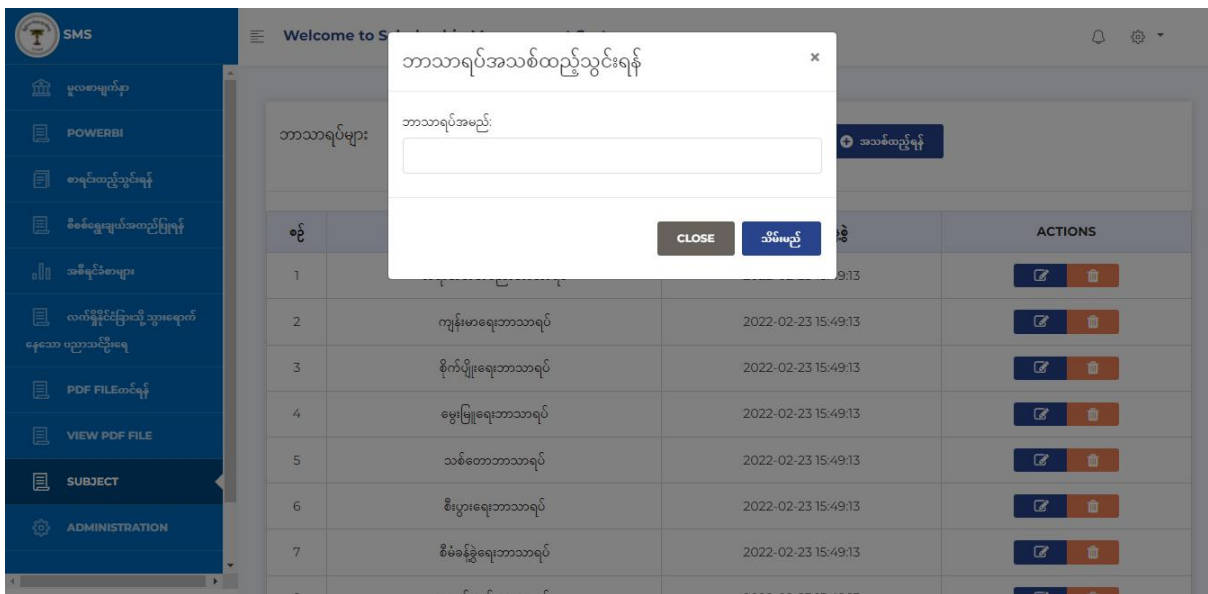 SMS
Welcome to
ဘာသာရပ်အသစ်ထည့်သွင်းရန်
×
ဘာသာရပ်အမည်:
CLOSE
သိမ်းမည်
မူလစာမျက်နှာ
POWERBI
စာရင်းထည့်သွင်းရန်
စိစစ်ရွေးချယ်အတည်ပြုရန်
အစီရင်ခံစာများ
လက်ရှိနိုင်ငံခြားသို့ သွားရောက်
နေသော ပညာသင်ဦးရေ
PDF FILEတင်ရန်
VIEW PDF FILE
SUBJECT
ADMINISTRATION
ဘာသာရပ်များ
အသစ်ထည့်ရန်
စဉ်
ACTIONS
1
2 ကျန်းမာရေးဘာသာရပ် 2022-02-23 15:49:13
3 စိုက်ပျိုးရေးဘာသာရပ် 2022-02-23 15:49:13
4 မွေးမြူရေးဘာသာရပ် 2022-02-23 15:49:13
5 သစ်တောဘာသာရပ် 2022-02-23 15:49:13
6 စီးပွားရေးဘာသာရပ် 2022-02-23 15:49:13
7 စီမံခန့်ခွဲရေးဘာသာရပ် 2022-02-23 15:49:13